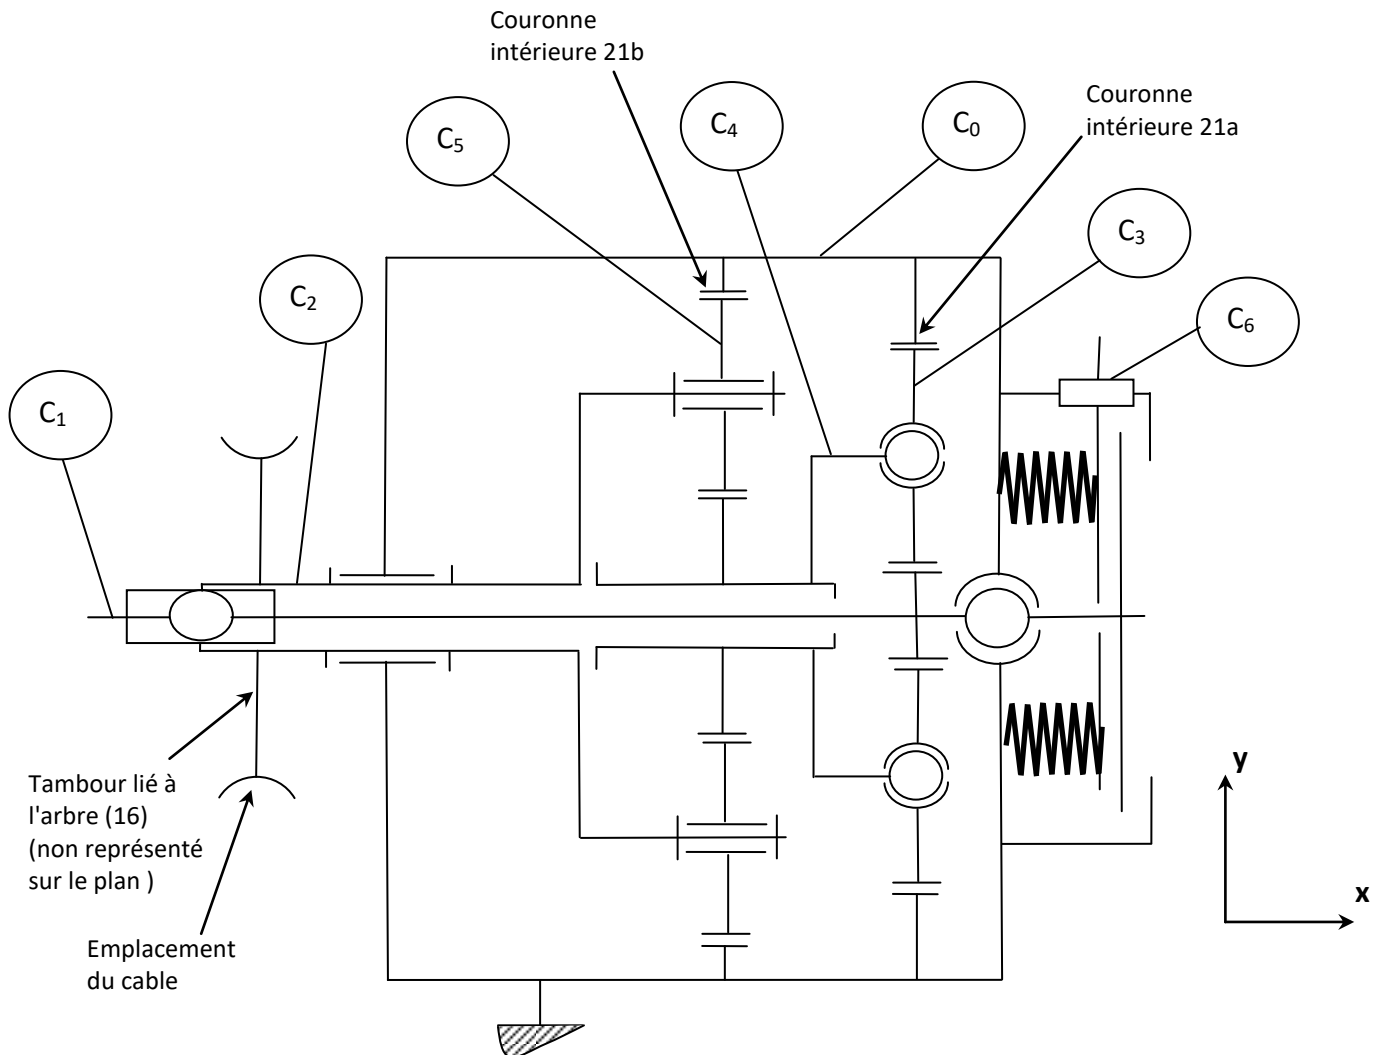 Couronne
intérieure 21b
Couronne
intérieure 21a
C₅
C₄
C₀
C₃
C₂
C₆
C₁
Tambour lié à
l'arbre (16)
(non représenté
sur le plan )
Emplacement
du cable
y
x